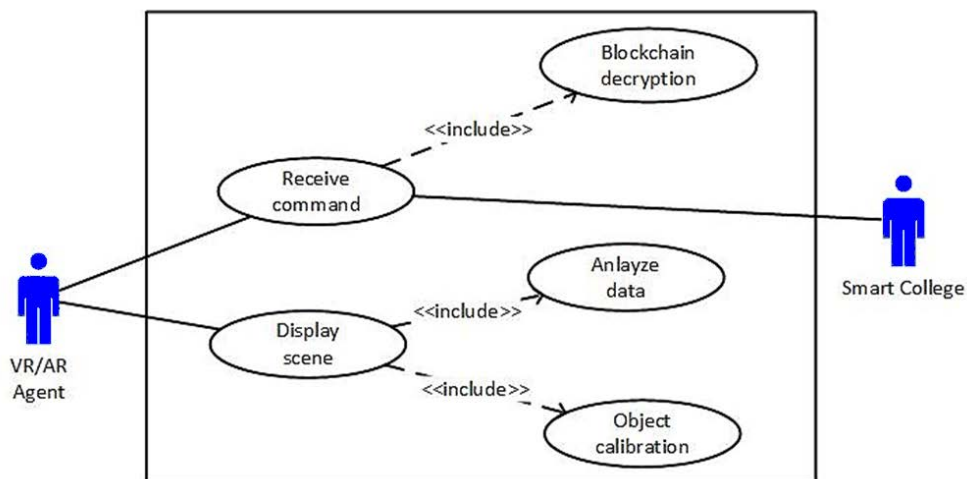 Blockchain
decryption
<<include>>
Receive
command
Anlayze
data
<<include>>
Display
scene
<<include>>
Object
calibration
VR/AR
Agent
Smart College